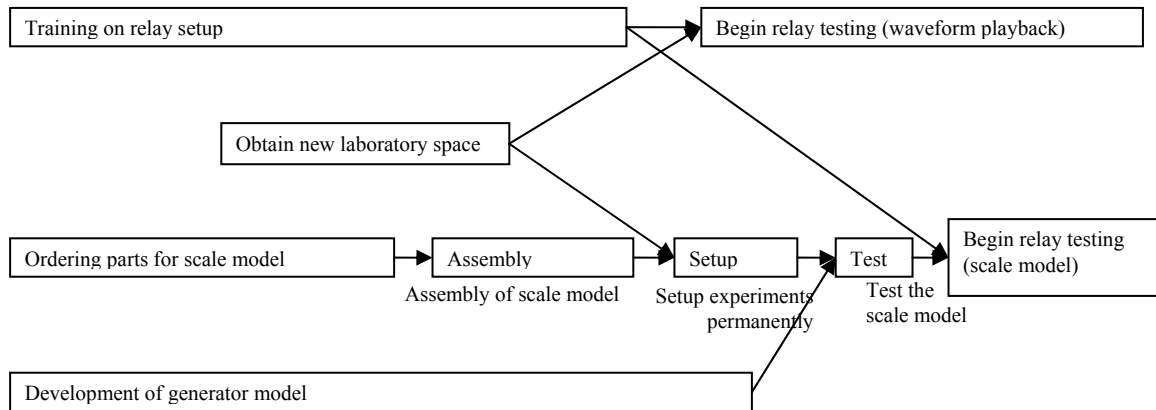 Training on relay setup
Begin relay testing (waveform playback)
Obtain new laboratory space
Ordering parts for scale model
Assembly
Setup
Test
Begin relay testing
(scale model)
Assembly of scale model
Setup experiments
permanently
Test the
scale model
Development of generator model